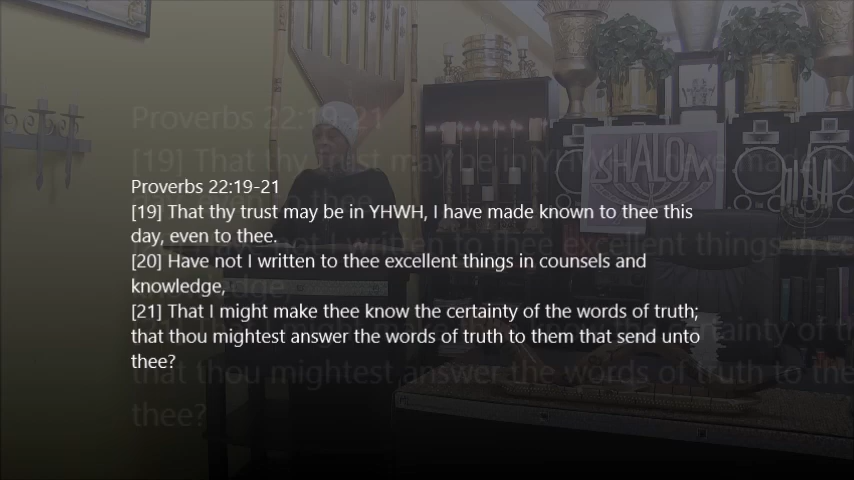 Proverbs 22:19-21
[19] That thy trust may be in YHWH, I have made known to thee this
day, even to thee.
[20] Have not I written to thee excellent things in counsels and
knowledge,
[21] That I might make thee know the certainty of the words of truth;
that thou mightest answer the words of truth to them that send unto
thee?
SHALOM